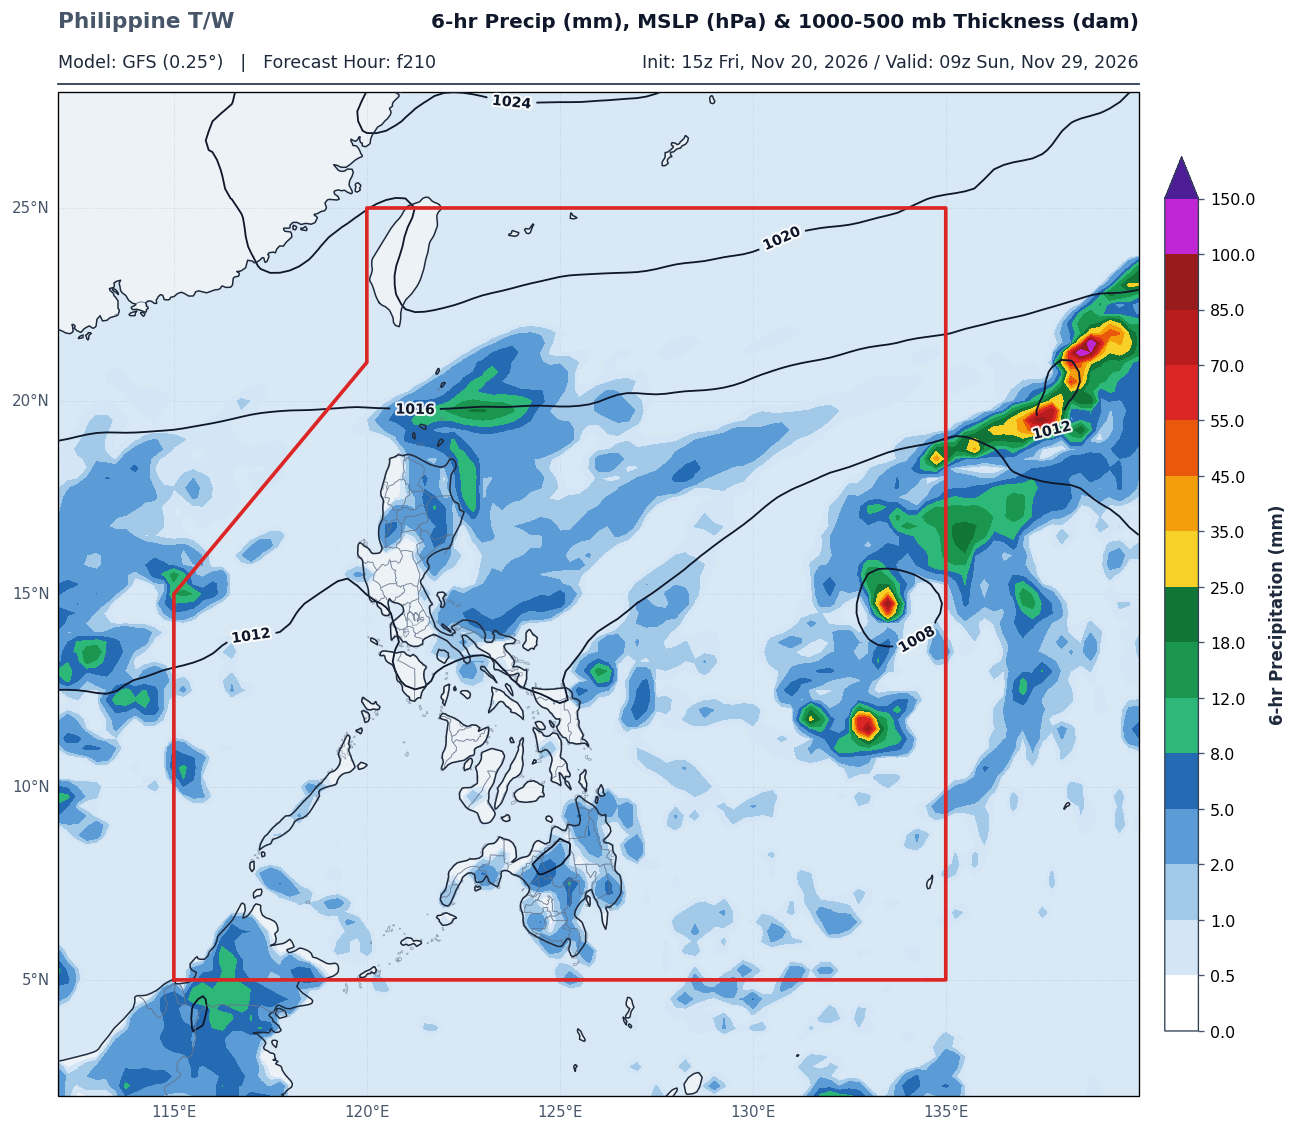 Philippine T/W
6-hr Precip (mm), MSLP (hPa) & 1000-500 mb Thickness (dam)
Model: GFS (0.25°)   |   Forecast Hour: f210
Init: 15z Fri, Nov 20, 2026 / Valid: 09z Sun, Nov 29, 2026
1024
1020
1016
1012
1012
1008
25°N
20°N
15°N
10°N
5°N
115°E
120°E
125°E
130°E
135°E
150.0
100.0
85.0
70.0
55.0
45.0
35.0
25.0
18.0
12.0
8.0
5.0
2.0
1.0
0.5
0.0
6-hr Precipitation (mm)